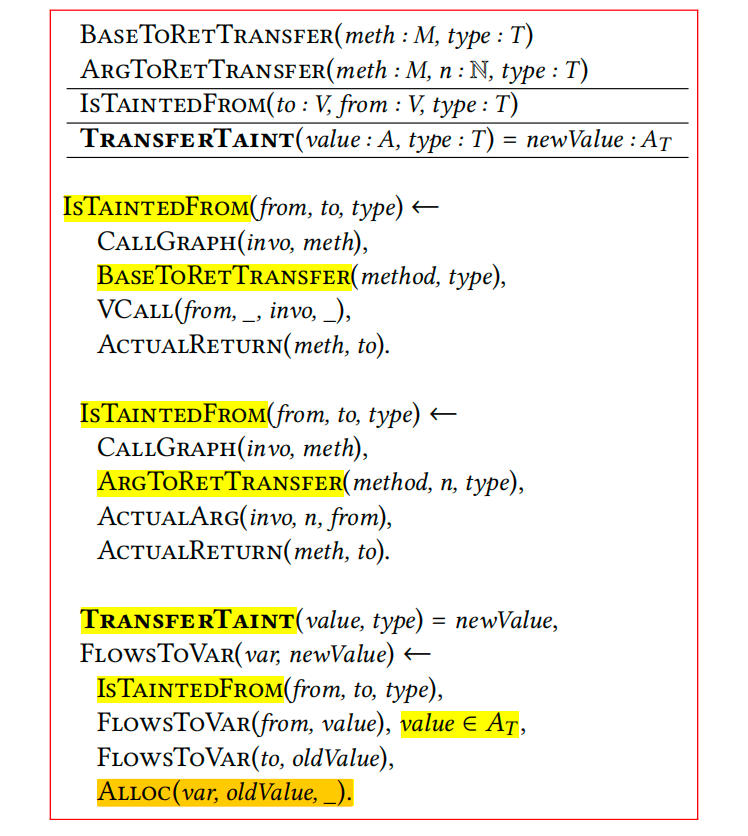 BASETORETTRANSFER(meth : M, type : T)
ARGTORETTRANSFER(meth : M, n : ℕ, type : T)
ISTAINTEDFROM(to : V, from : V, type : T)
TRANSFERTAINT(value : A, type : T) = newValue : A_T
ISTAINTEDFROM(from, to, type) ←
CALLGRAPH(invo, meth),
BASETORETTRANSFER(method, type),
VCALL(from, _, invo, _),
ACTUALRETURN(meth, to).
ISTAINTEDFROM(from, to, type) ←
CALLGRAPH(invo, meth),
ARGTORETTRANSFER(method, n, type),
ACTUALARG(invo, n, from),
ACTUALRETURN(meth, to).
TRANSFERTAINT(value, type) = newValue,
FLOWSTOVAR(var, newValue) ←
ISTAINTEDFROM(from, to, type),
FLOWSTOVAR(from, value), value ∈ A_T,
FLOWSTOVAR(to, oldValue),
ALLOC(var, oldValue, _).